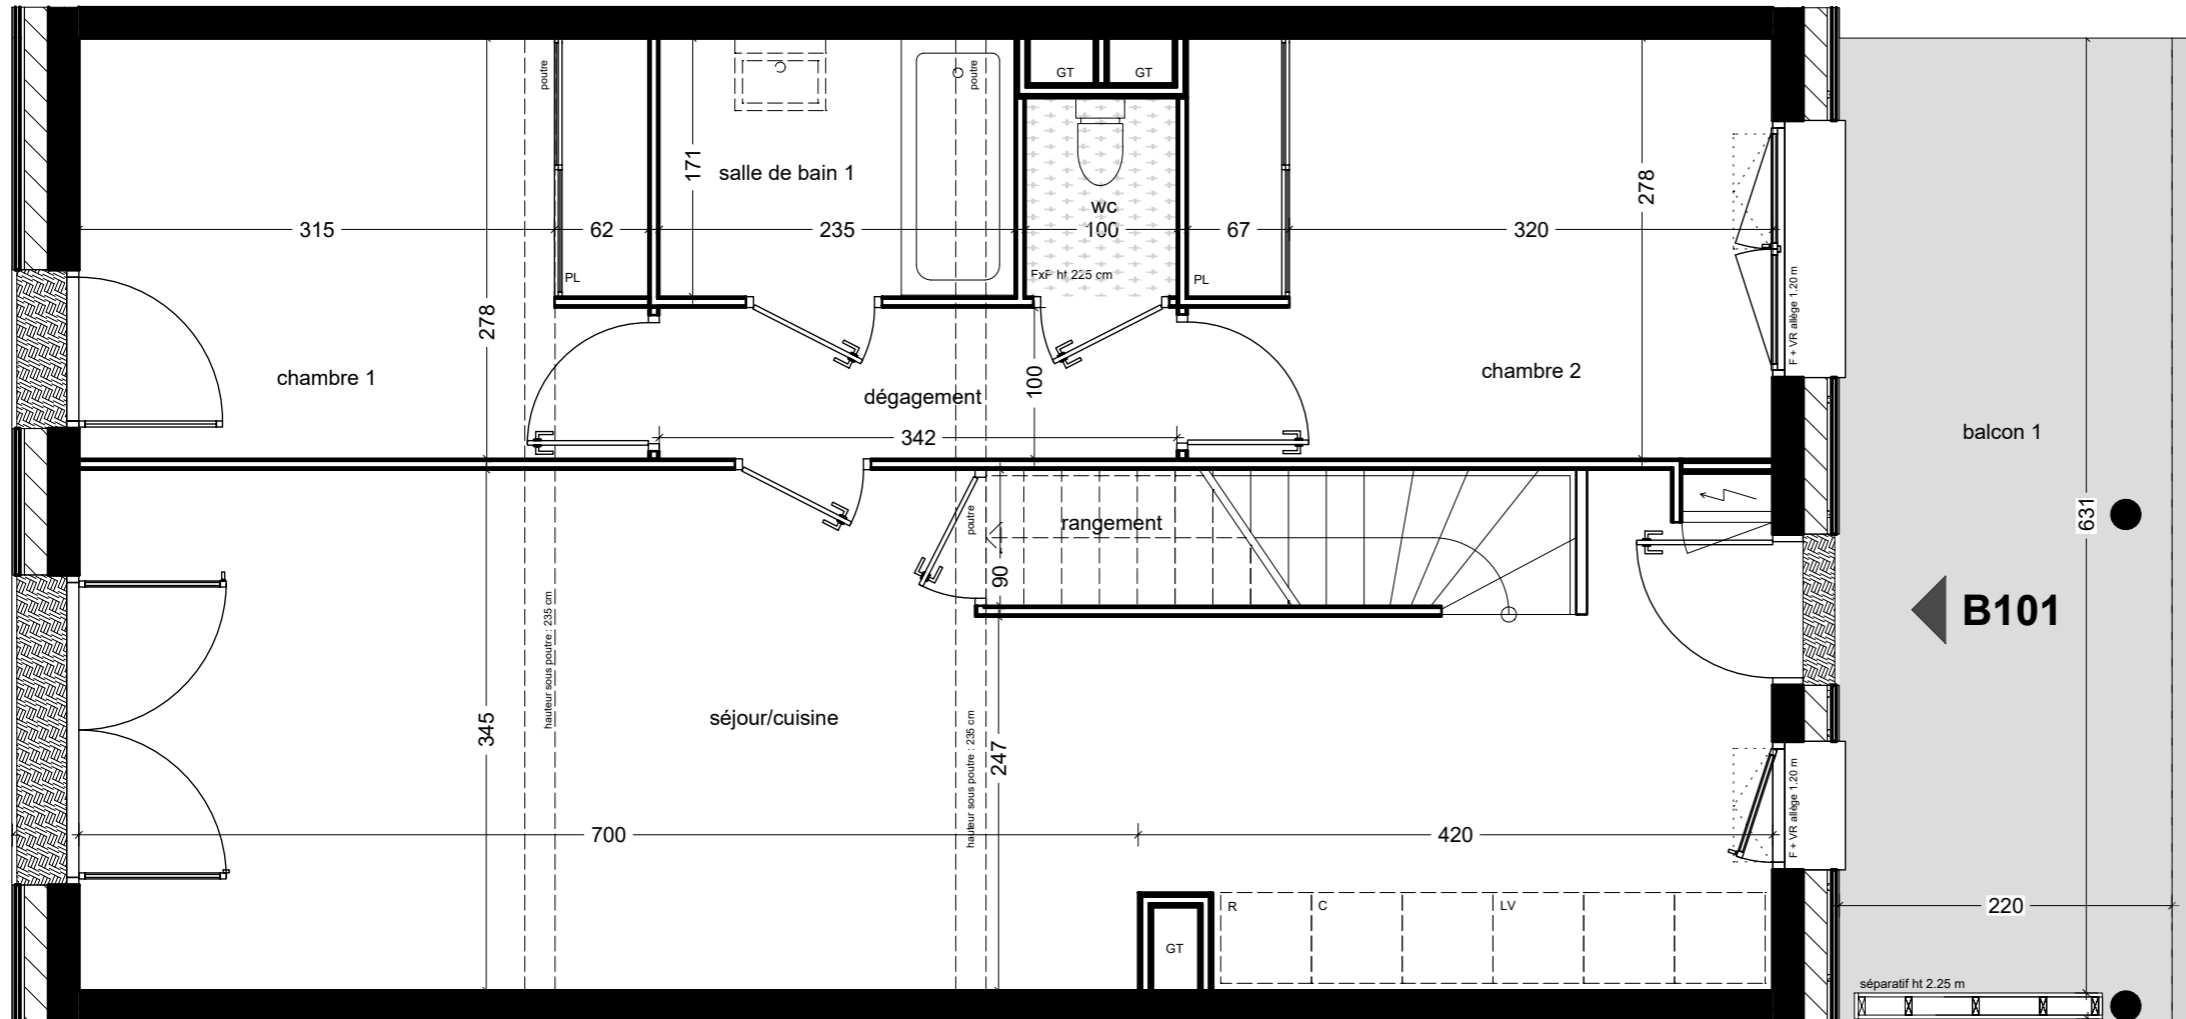 poutre
poutre
GT
GT
171
salle de bain 1
278
315
62
235
wc
100
67
320
PL
FxP ht 225 cm
PL
F + VR allège 1.20 m
278
chambre 1
dégagement
100
chambre 2
342
balcon 1
poutre
rangement
90
631
B101
hauteur sous poutre : 235 cm
345
séjour/cuisine
hauteur sous poutre : 235 cm
247
F + VR allège 1.20 m
700
420
R
C
LV
220
GT
séparatif ht 2.25 m